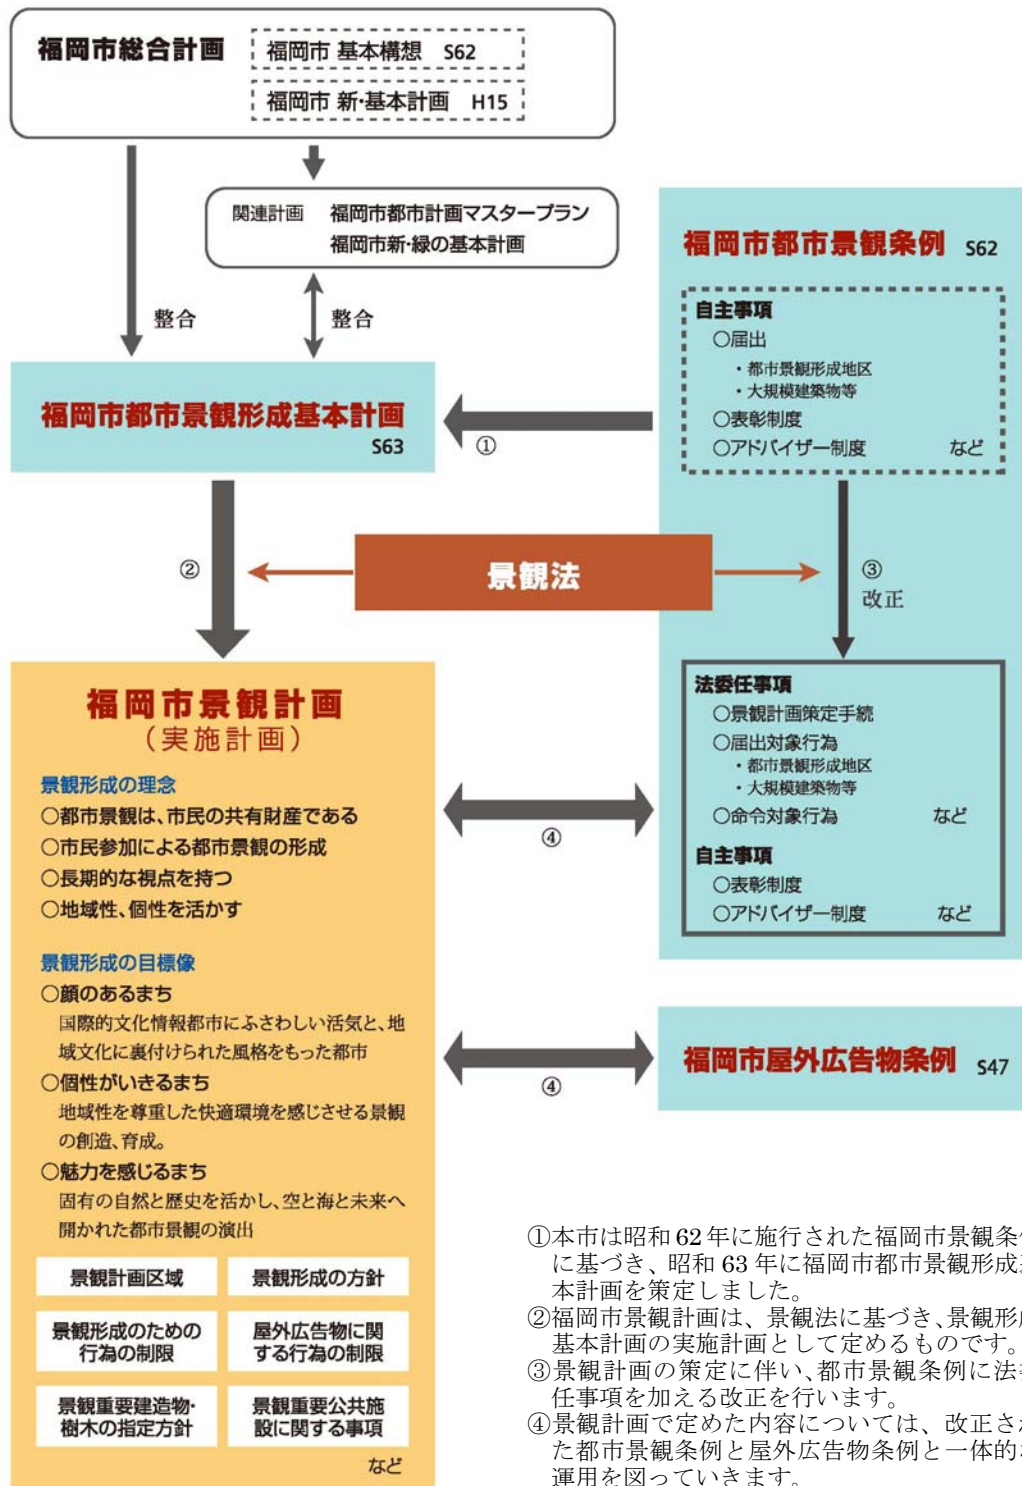 福岡市総合計画
福岡市 基本構想 S62
福岡市 新・基本計画 H15
関連計画 福岡市都市計画マスタープラン
福岡市新・緑の基本計画
整合
整合
福岡市都市景観形成基本計画
S63
①
福岡市都市景観条例 S62
自主事項
○届出
・都市景観形成地区
・大規模建築物等
○表彰制度
○アドバイザー制度 など
景観法
②
③
改正
法委任事項
○景観計画策定手続
○届出対象行為
・都市景観形成地区
・大規模建築物等
○命令対象行為 など
自主事項
○表彰制度
○アドバイザー制度 など
④
福岡市景観計画
（実施計画）
景観形成の理念
○都市景観は、市民の共有財産である
○市民参加による都市景観の形成
○長期的な視点を持つ
○地域性、個性を活かす
景観形成の目標像
○顔のあるまち
国際的文化情報都市にふさわしい活気と、地
域文化に裏付けられた風格をもった都市
○個性がいきるまち
地域性を尊重した快適環境を感じさせる景観
の創造、育成。
○魅力を感じるまち
固有の自然と歴史を活かし、空と海と未来へ
開かれた都市景観の演出
景観計画区域
景観形成の方針
景観形成のための
行為の制限
屋外広告物に関
する行為の制限
景観重要建造物・
樹木の指定方針
景観重要公共施
設に関する事項
など
④
福岡市屋外広告物条例 S47
①本市は昭和 62 年に施行された福岡市景観条
に基づき、昭和 63 年に福岡市都市景観形成
本計画を策定しました。
②福岡市景観計画は、景観法に基づき、景観形
基本計画の実施計画として定めるものです。
③景観計画の策定に伴い、都市景観条例に法
任事項を加える改正を行います。
④景観計画で定めた内容については、改正さ
た都市景観条例と屋外広告物条例と一体的
運用を図っていきます。